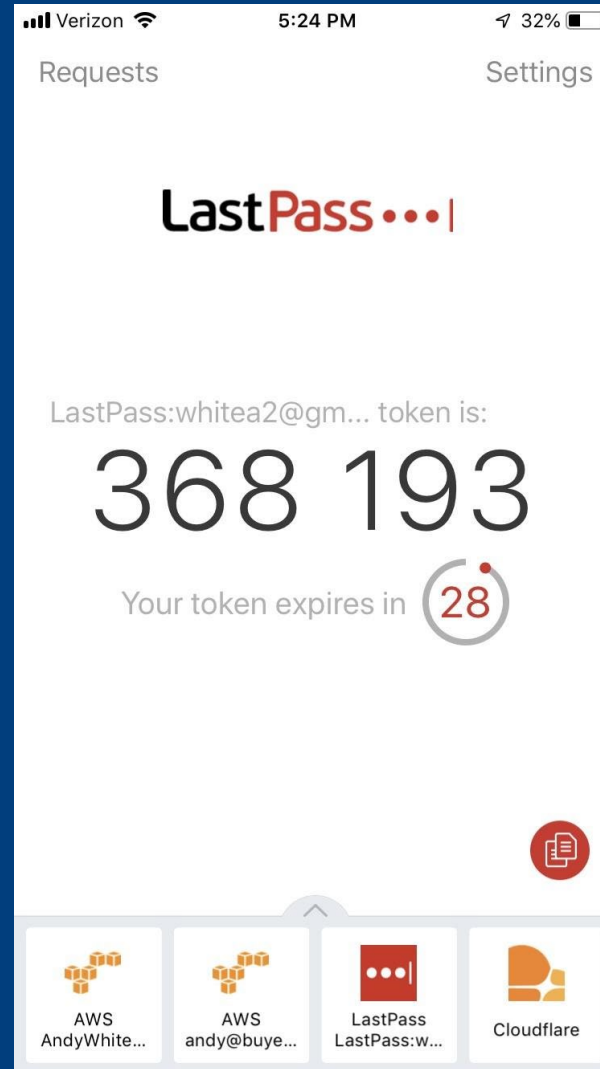 Verizon 5:24 PM 32%
Requests Settings
LastPass
LastPass:whitea2@gm... token is:
368 193
Your token expires in 28
AWS AWS LastPass Cloudflare
AndyWhite... andy@buye... LastPass:w...